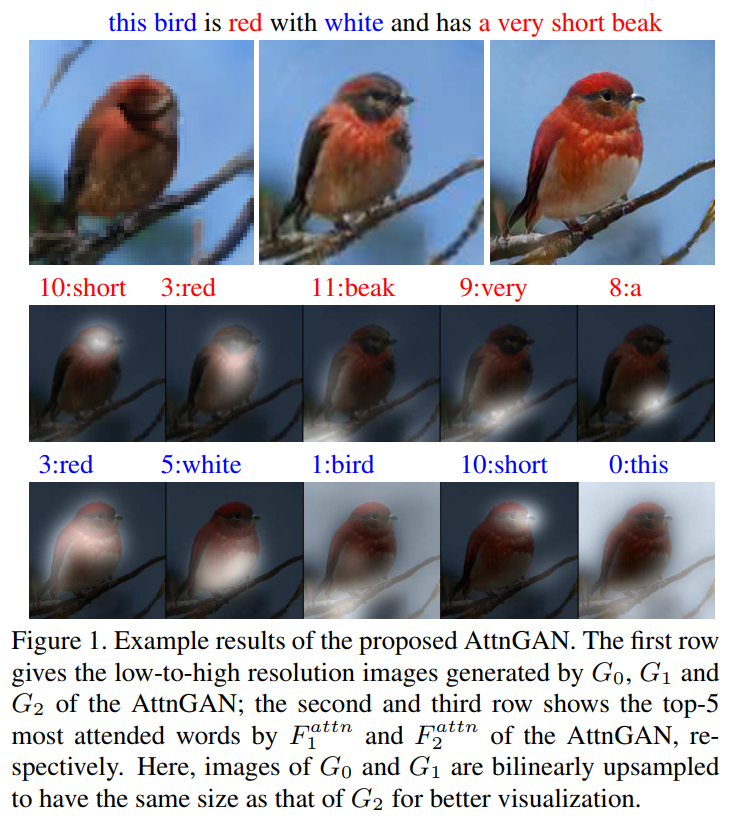 this bird is red with white and has a very short beak
10:short 3:red 11:beak 9:very 8:a
3:red 5:white 1:bird 10:short 0:this
Figure 1. Example results of the proposed AttnGAN. The first row
gives the low-to-high resolution images generated by G₀, G₁ and
G₂ of the AttnGAN; the second and third row shows the top-5
most attended words by F₁ᵃᵗᵗⁿ and F₂ᵃᵗᵗⁿ of the AttnGAN, re-
spectively. Here, images of G₀ and G₁ are bilinearly upsampled
to have the same size as that of G₂ for better visualization.